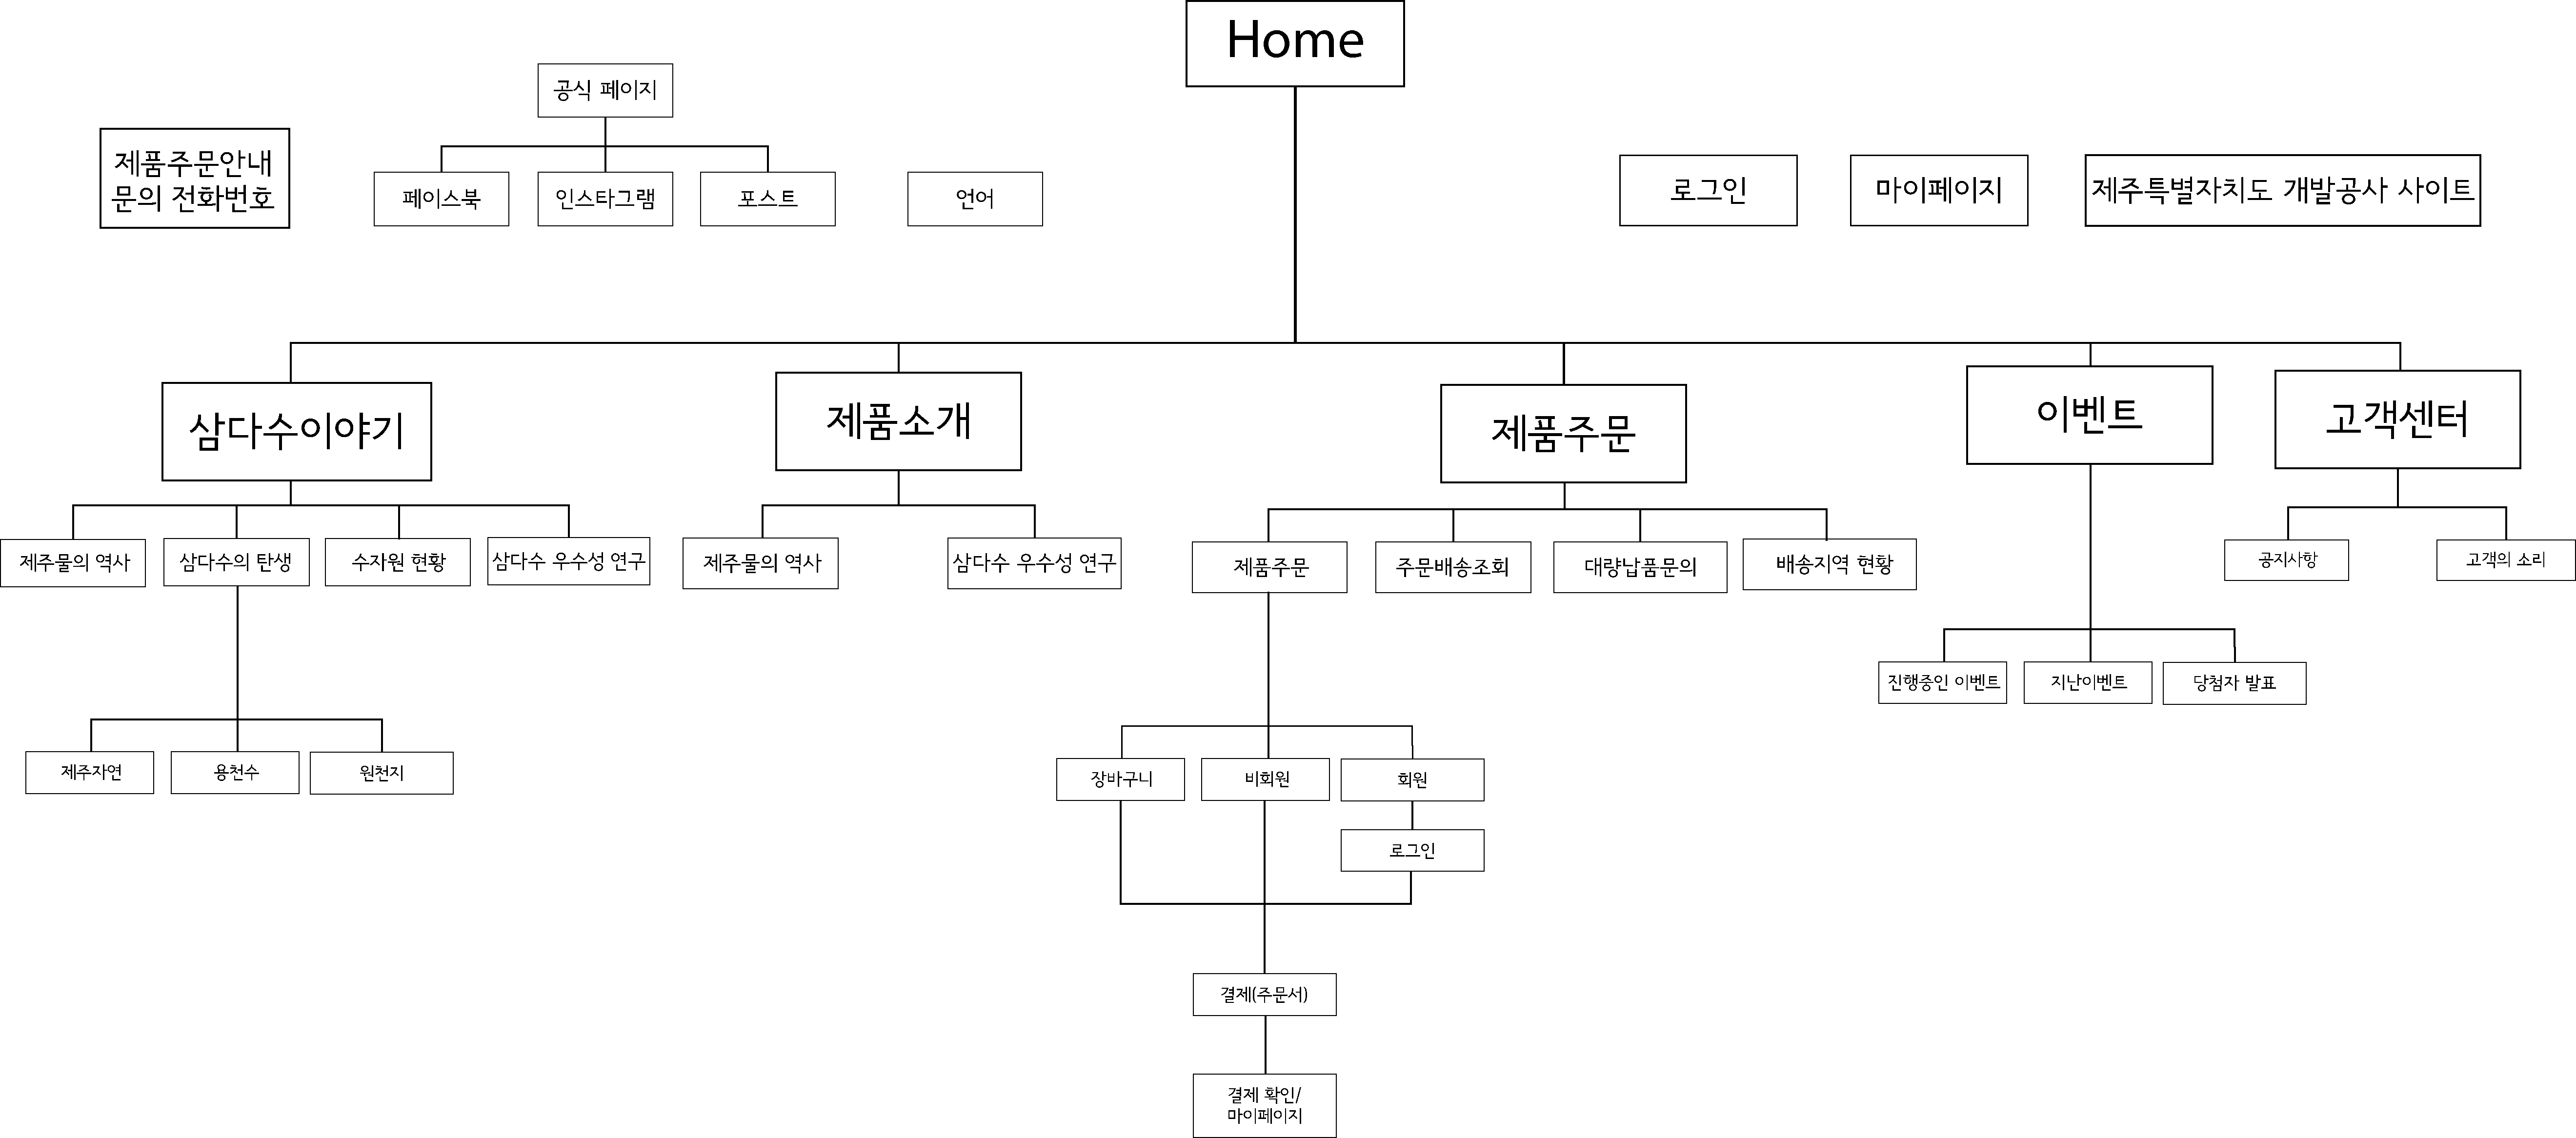 Home
공식 페이지
제품주문안내
문의 전화번호
페이스북
인스타그램
포스트
언어
로그인
마이페이지
제주특별자치도 개발공사 사이트
삼다수이야기
제품소개
제품주문
이벤트
고객센터
제주물의 역사
삼다수의 탄생
수자원 현황
삼다수 우수성 연구
제주물의 역사
삼다수 우수성 연구
제품주문
주문배송조회
대량납품문의
배송지역 현황
공지사항
고객의 소리
진행중인 이벤트
지난이벤트
당첨자 발표
제주자연
용천수
원천지
장바구니
비회원
회원
로그인
결제(주문서)
결제 확인/
마이페이지